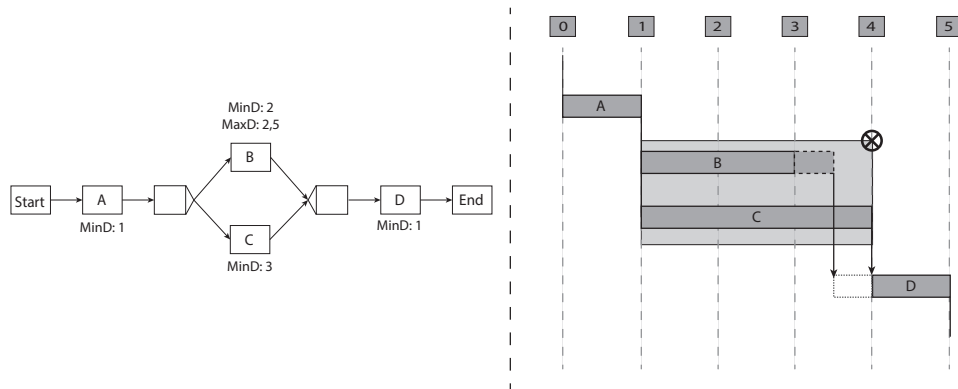 MinD: 2
MaxD: 2,5
B
Start
A
D
End
MinD: 1
MinD: 1
C
MinD: 3
0
1
2
3
4
5
A
B
C
D